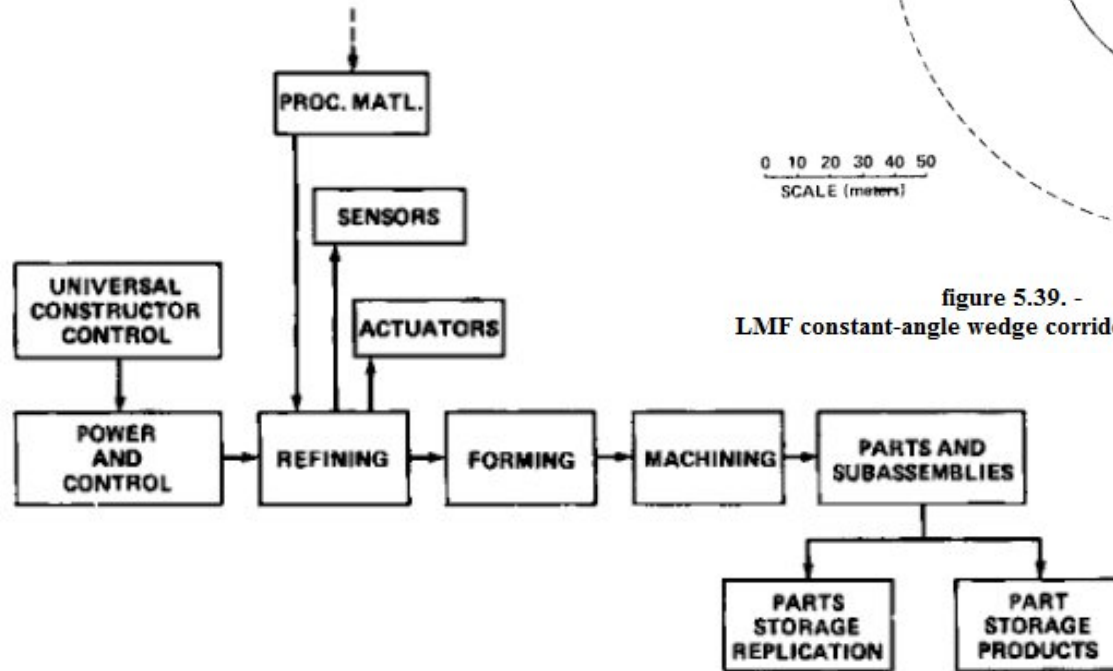 PROC. MATL.
SENSORS
0 10 20 30 40 50
SCALE (meters)
UNIVERSAL
CONSTRUCTOR
CONTROL
ACTUATORS
figure 5.39. -
LMF constant-angle wedge
POWER
AND
CONTROL
REFINING
FORMING
MACHINING
PARTS AND
SUBASSEMBLIES
PARTS
STORAGE
REPLICATION
PART
STORAGE
PRODUCTS